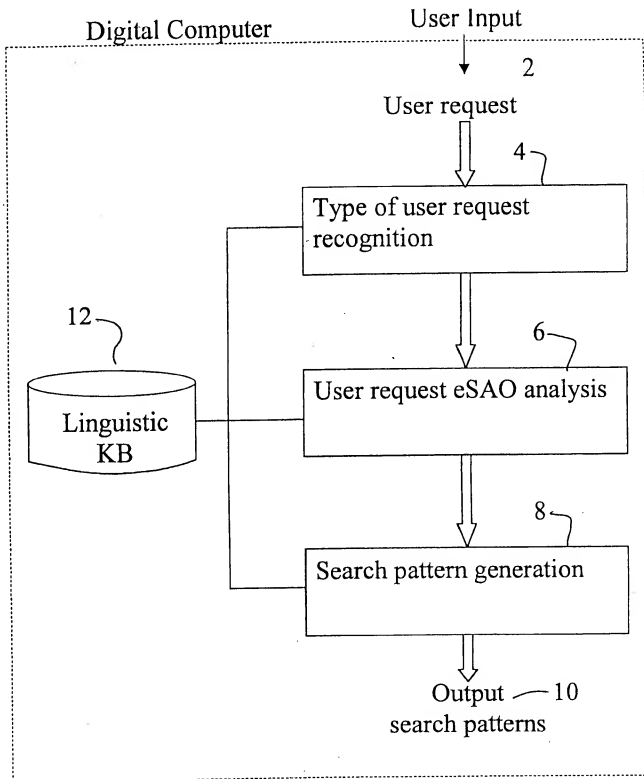 User Input
Digital Computer
2
User request
4
Type of user request
recognition
12
6
User request eSAO analysis
Linguistic
KB
8
Search pattern generation
Output 10
search patterns